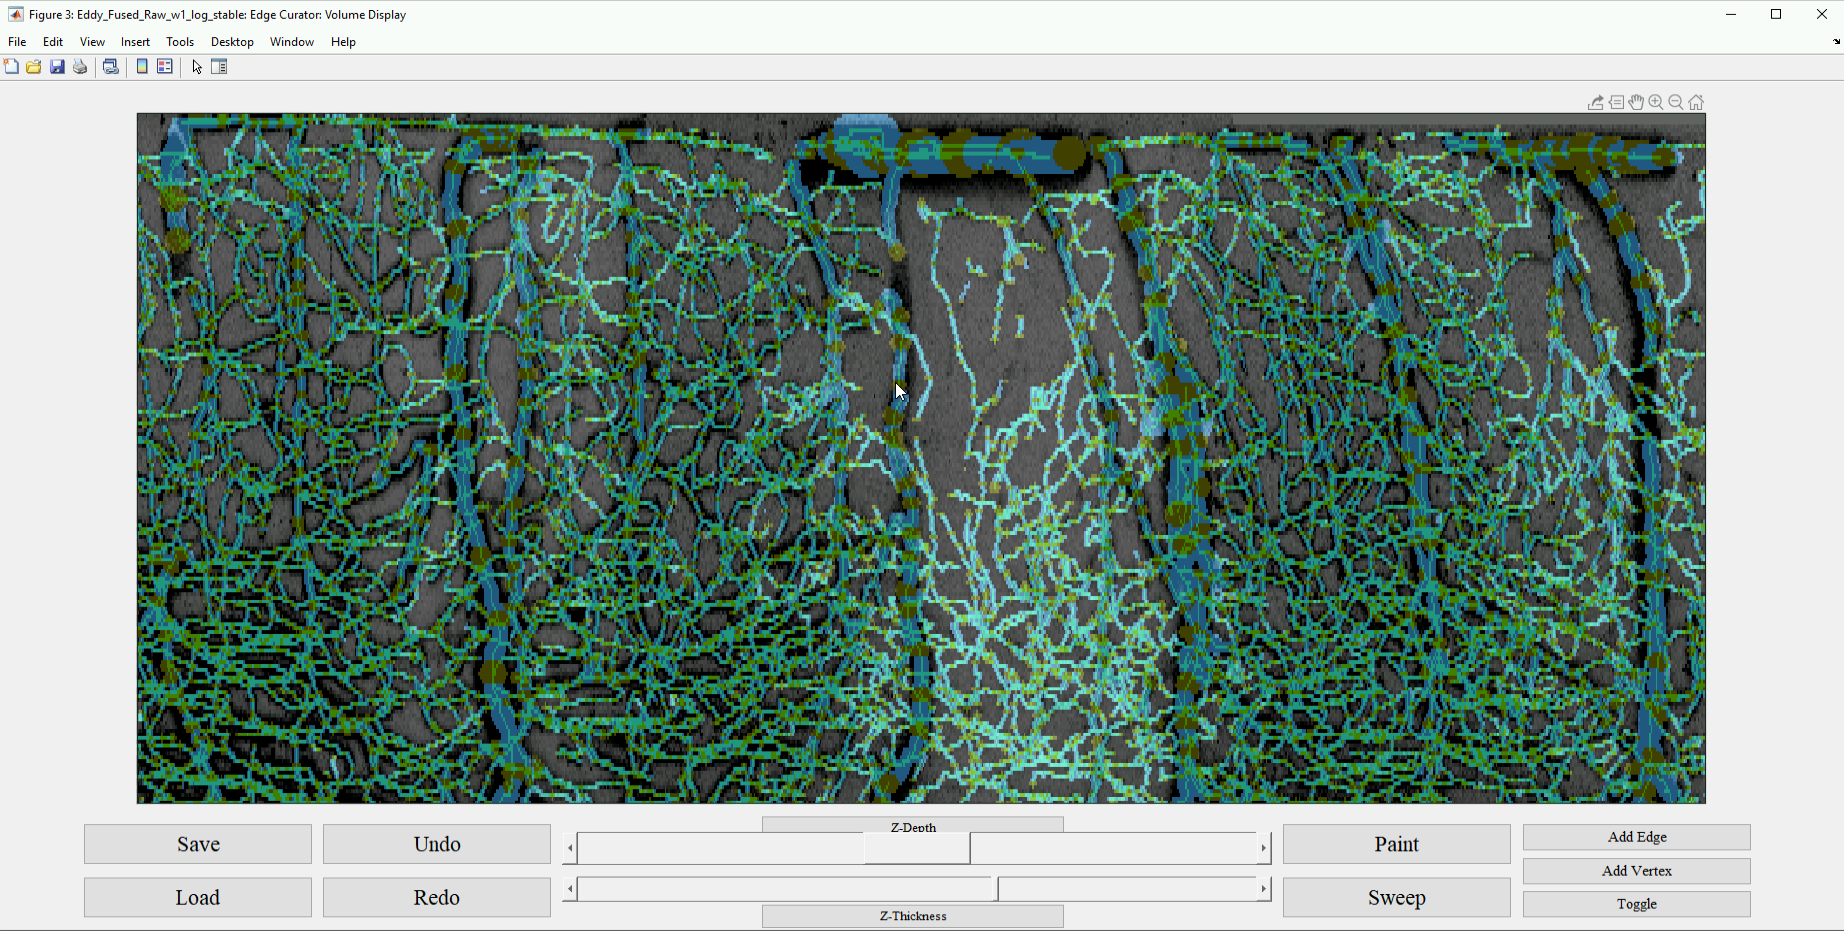 Figure 3: Eddy_Fused_Raw_w1_log_stable: Edge Curator: Volume Display
File Edit View Insert Tools Desktop Window Help
Z-Depth
Save Undo Paint Add Edge
Add Vertex
Load Redo Sweep Toggle
Z-Thickness